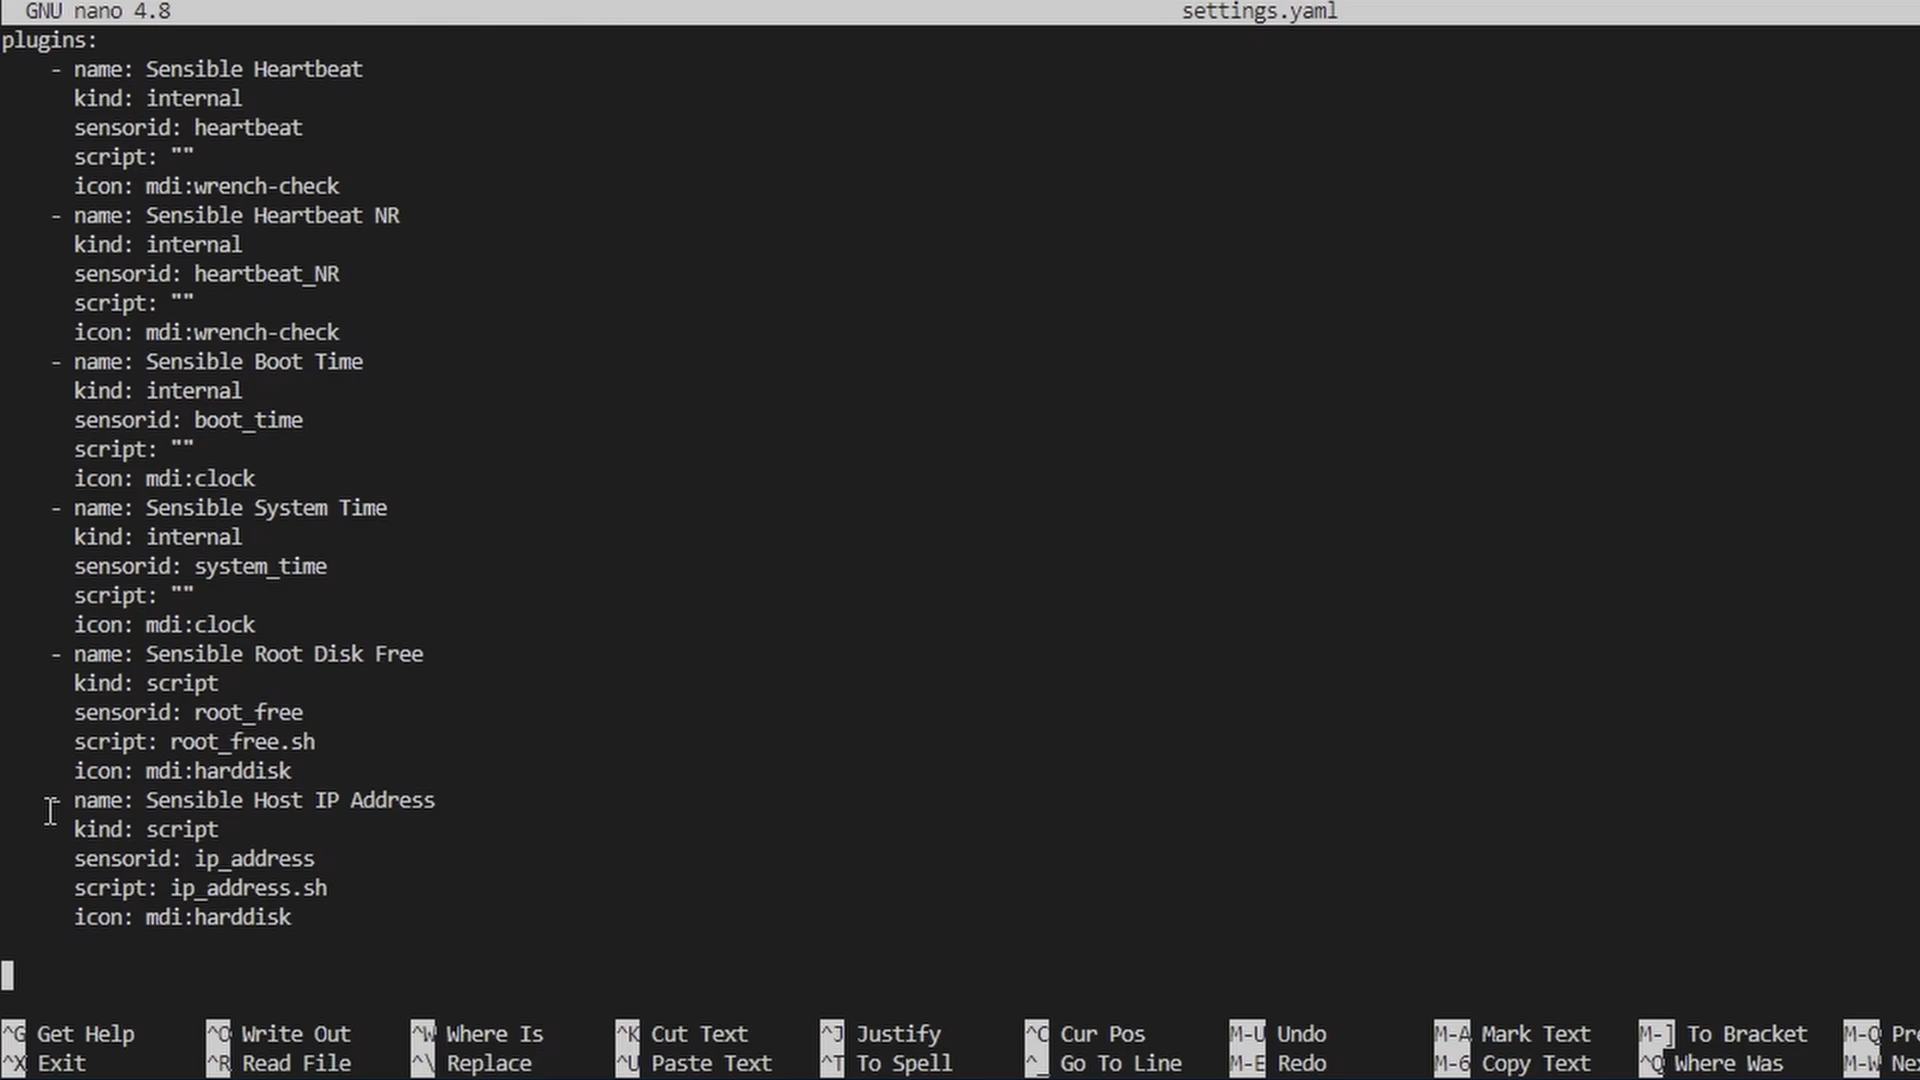 GNU nano 4.8 settings.yaml
plugins:
    - name: Sensible Heartbeat
      kind: internal
      sensorid: heartbeat
      script: ""
      icon: mdi:wrench-check
    - name: Sensible Heartbeat NR
      kind: internal
      sensorid: heartbeat_NR
      script: ""
      icon: mdi:wrench-check
    - name: Sensible Boot Time
      kind: internal
      sensorid: boot_time
      script: ""
      icon: mdi:clock
    - name: Sensible System Time
      kind: internal
      sensorid: system_time
      script: ""
      icon: mdi:clock
    - name: Sensible Root Disk Free
      kind: script
      sensorid: root_free
      script: root_free.sh
      icon: mdi:harddisk
    - name: Sensible Host IP Address
      kind: script
      sensorid: ip_address
      script: ip_address.sh
      icon: mdi:harddisk
^G Get Help ^O Write Out ^W Where Is ^K Cut Text ^J Justify ^C Cur Pos M-U Undo M-A Mark Text M-] To Bracket M-Q Pre
^X Exit ^R Read File ^\ Replace ^U Paste Text ^T To Spell ^_ Go To Line M-E Redo M-6 Copy Text ^Q Where Was M-W Nex